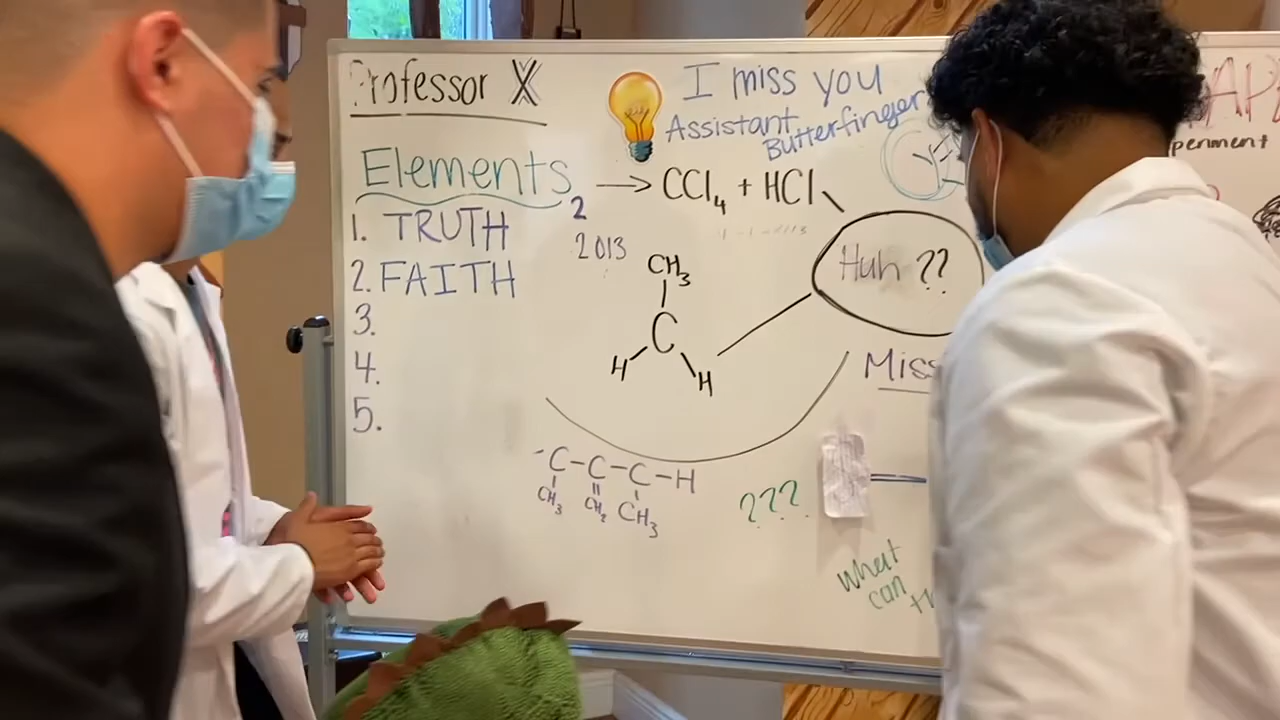 Professor X
I miss you
Assistant
Butterfinger
Elements
→ CCl4 + HCl
1. TRUTH
2
2013
2. FAITH
Huh ??
3.
CH3
C
H H
4.
Miss
5.
-C-C-C-H
CH3 CH2 CH3
???
what
can
periment